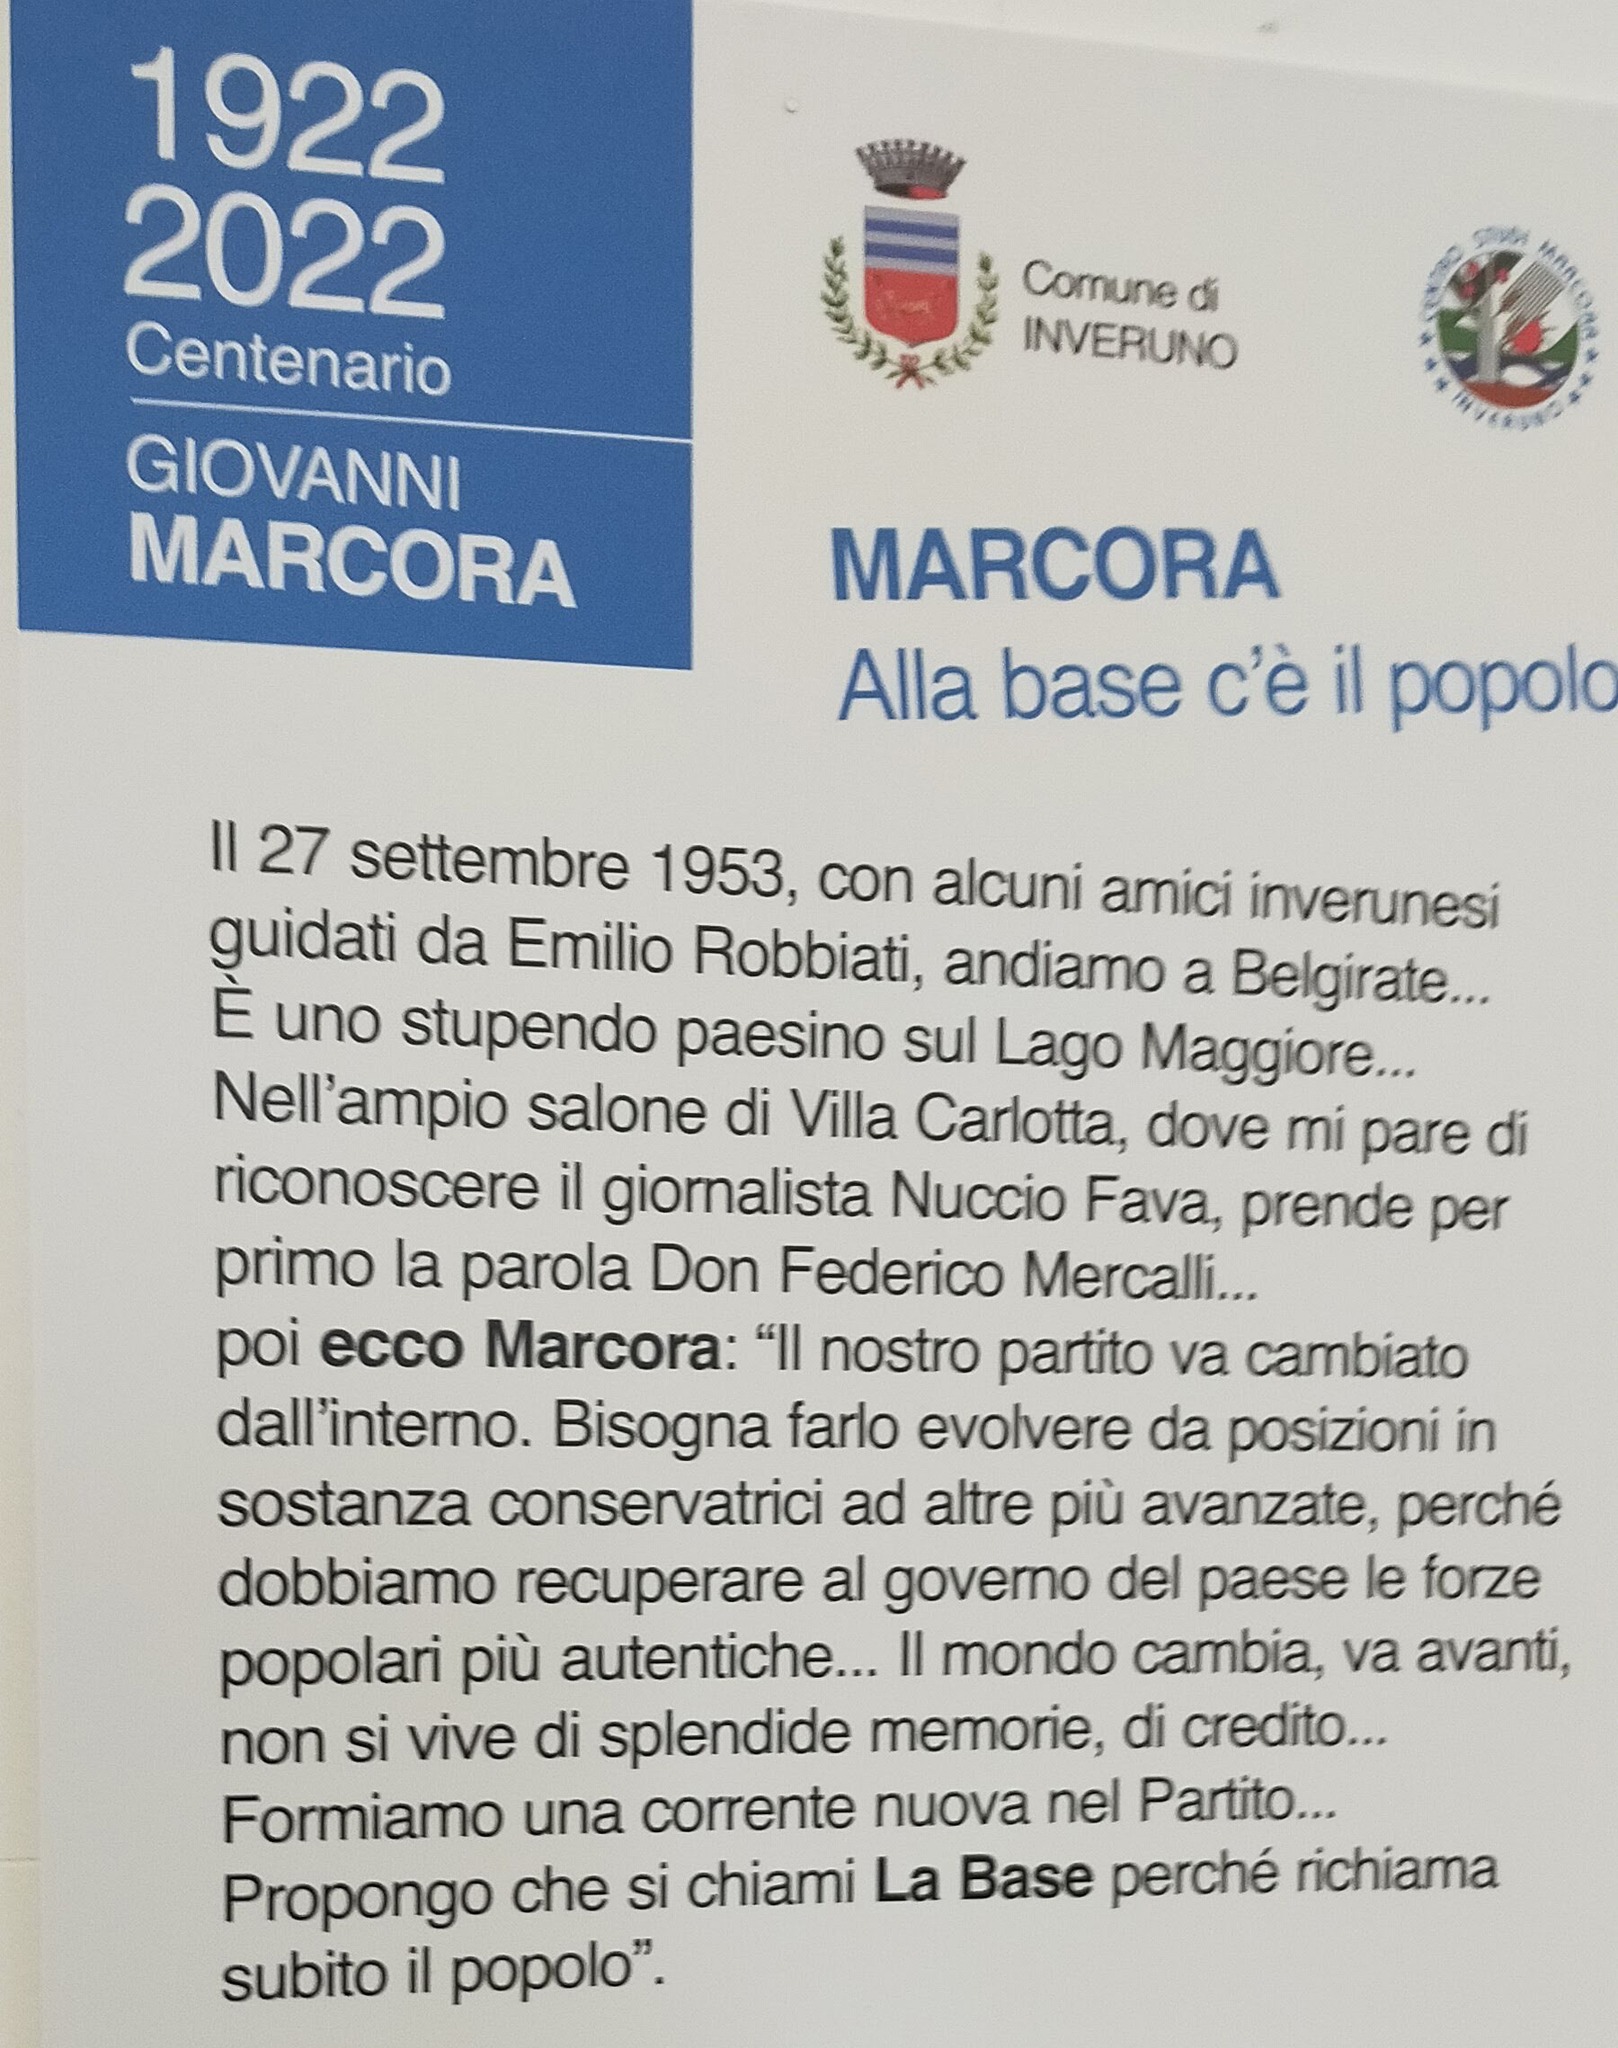 1922
2022
Centenario
GIOVANNI
MARCORA
Comune di
INVERUNO
CENTRO STUDI MARCORA
INVERUNO
MARCORA
Alla base c'è il popolo
Il 27 settembre 1953, con alcuni amici inverunesi
guidati da Emilio Robbiati, andiamo a Belgirate...
È uno stupendo paesino sul Lago Maggiore...
Nell'ampio salone di Villa Carlotta, dove mi pare di
riconoscere il giornalista Nuccio Fava, prende per
primo la parola Don Federico Mercalli...
poi ecco Marcora: “Il nostro partito va cambiato
dall'interno. Bisogna farlo evolvere da posizioni in
sostanza conservatrici ad altre più avanzate, perché
dobbiamo recuperare al governo del paese le forze
popolari più autentiche... Il mondo cambia, va avanti,
non si vive di splendide memorie, di credito...
Formiamo una corrente nuova nel Partito...
Propongo che si chiami La Base perché richiama
subito il popolo”.